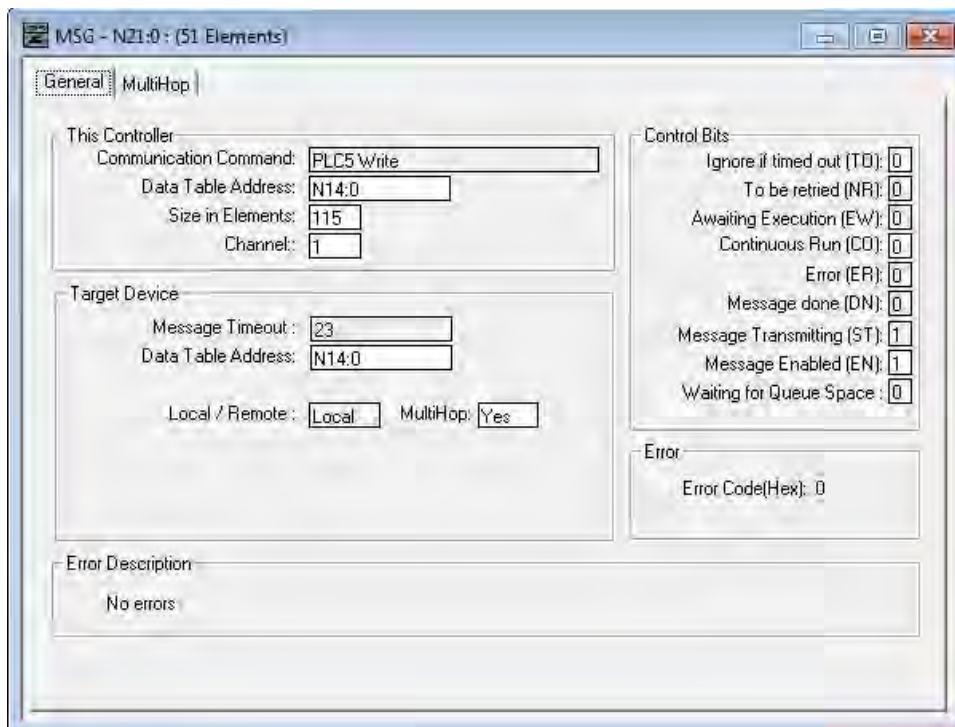 MSG - N21:0 : (51 Elements)
General MultiHop
This Controller
Communication Command: PLC5 Write
Data Table Address: N14:0
Size in Elements: 115
Channel:: 1
Target Device
Message Timeout : 23
Data Table Address: N14:0
Local / Remote : Local MultiHop: Yes
Control Bits
Ignore if timed out (TO): 0
To be retried (NR): 0
Awaiting Execution (EW): 0
Continuous Run (CO): 0
Error (ER): 0
Message done (DN): 0
Message Transmitting (ST): 1
Message Enabled (EN): 1
Waiting for Queue Space : 0
Error
Error Code(Hex): 0
Error Description
No errors